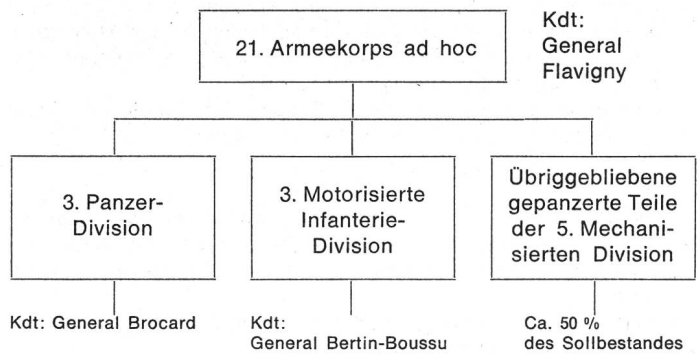 21. Armeekorps ad hoc
Kdt:
General
Flavigny
3. Panzer-
Division
3. Motorisierte
Infanterie-
Division
Übriggebliebene
gepanzerte Teile
der 5. Mechani-
sierten Division
Kdt: General Brocard
Kdt:
General Bertin-Boussu
Ca. 50 %
des Sollbestandes